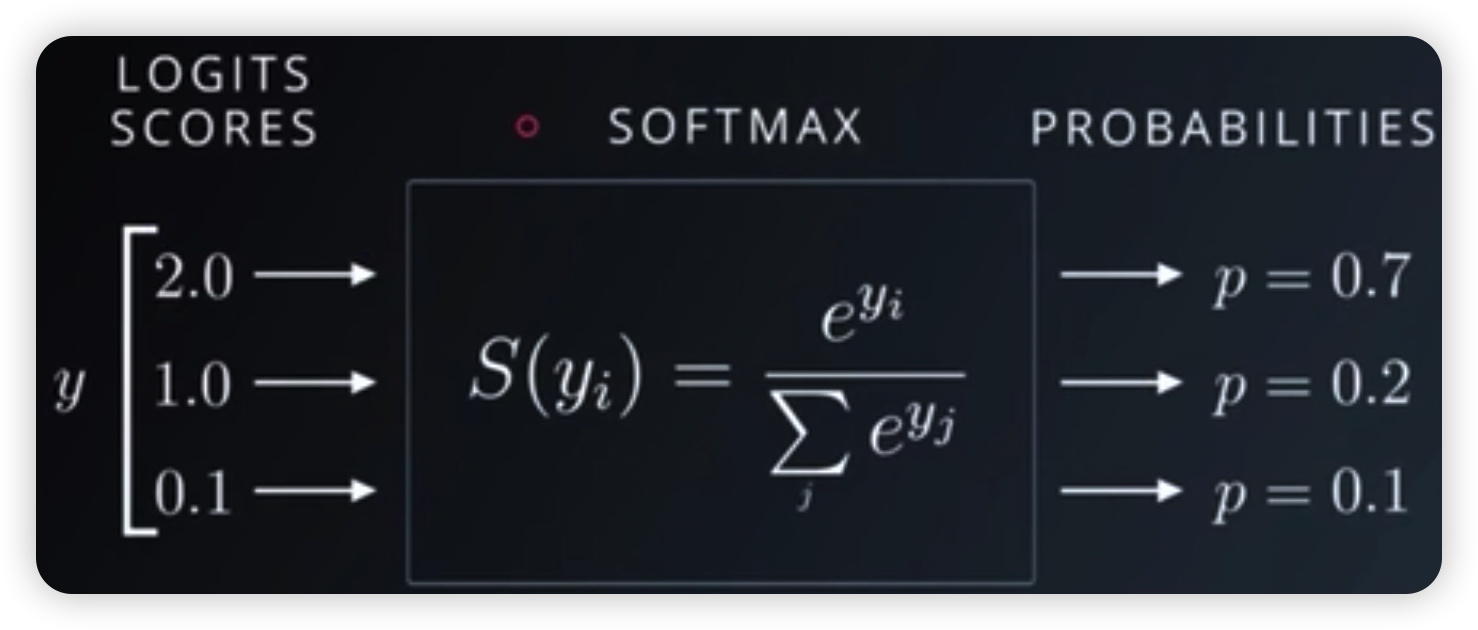 LOGITS
SCORES
SOFTMAX
PROBABILITIES
2.0
p = 0.7
y
1.0
S(y_i) = e^{y_i} / \sum_j e^{y_j}
p = 0.2
0.1
p = 0.1